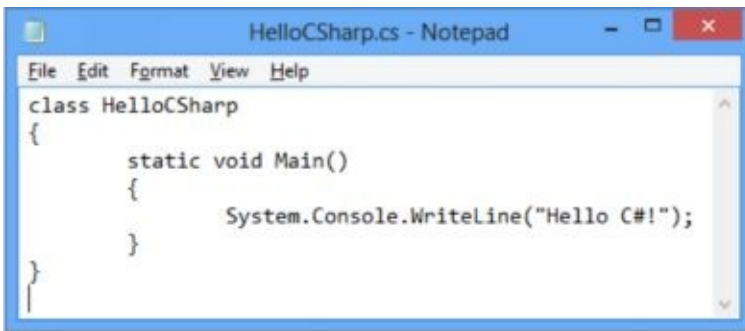 HelloCSharp.cs - Notepad
File Edit Format View Help
class HelloCSharp
{
static void Main()
{
System.Console.WriteLine("Hello C#!");
}
}